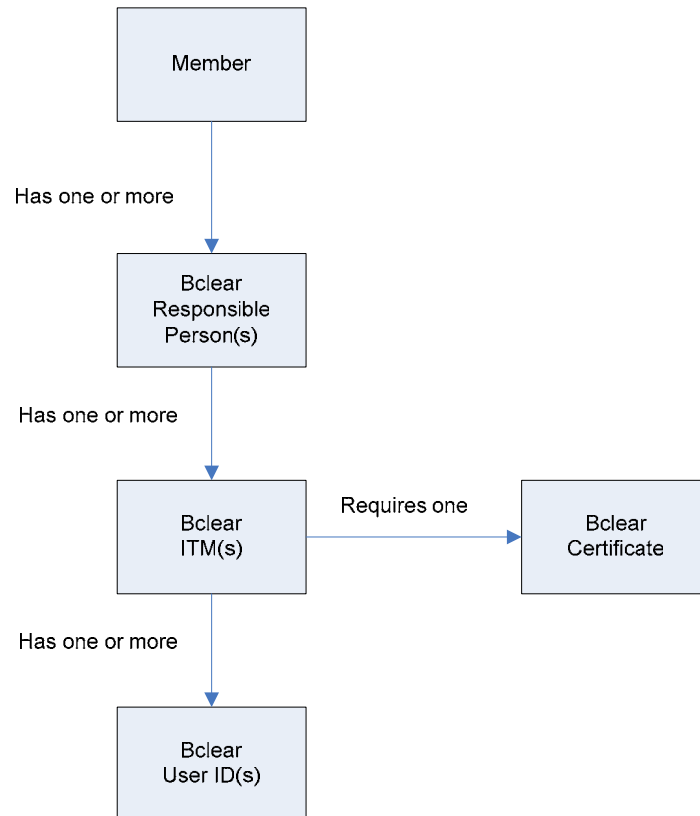 Member
Has one or more
Bclear
Responsible
Person(s)
Has one or more
Bclear
ITM(s)
Requires one
Bclear
Certificate
Has one or more
Bclear
User ID(s)